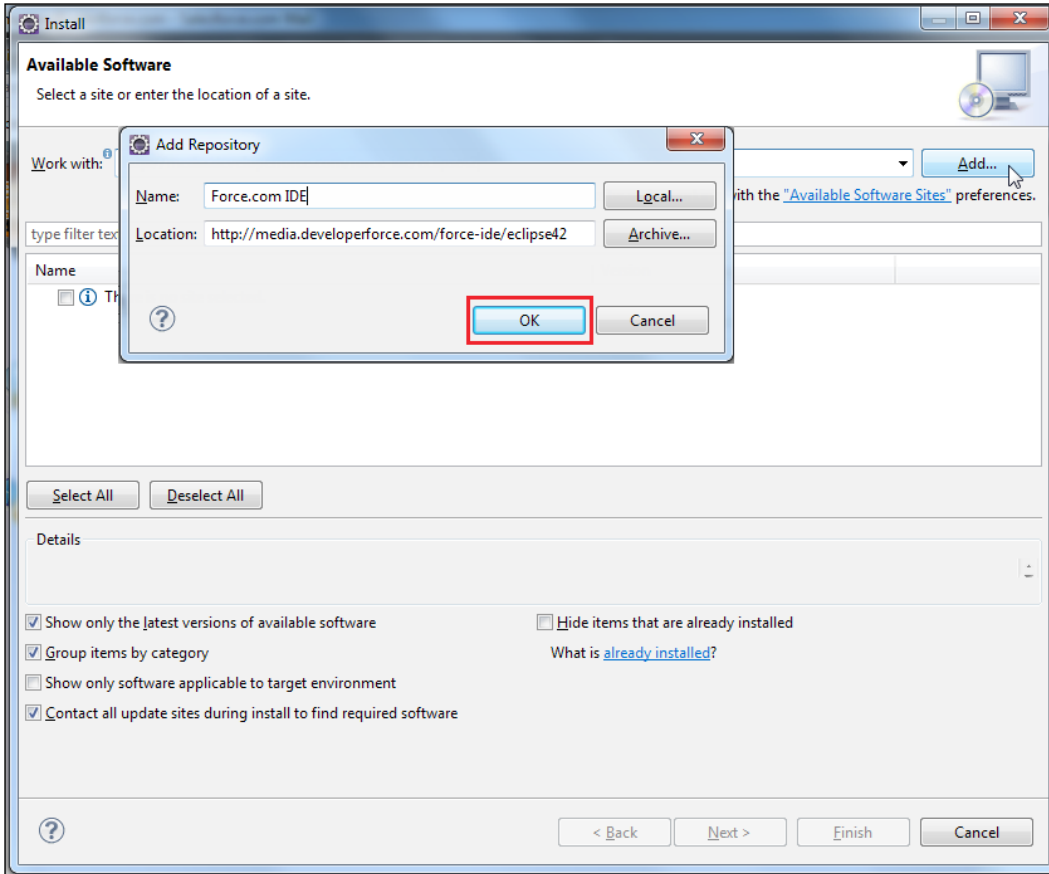 Install
Available Software
Select a site or enter the location of a site.
Add Repository
Work with:
Add...
Name: Force.com IDE Local...
with the "Available Software Sites" preferences.
type filter tex
Location: http://media.developerforce.com/force-ide/eclipse42 Archive...
Name
Th
OK Cancel
Select All Deselect All
Details
Show only the latest versions of available software
Hide items that are already installed
Group items by category
What is already installed?
Show only software applicable to target environment
Contact all update sites during install to find required software
< Back Next > Finish Cancel